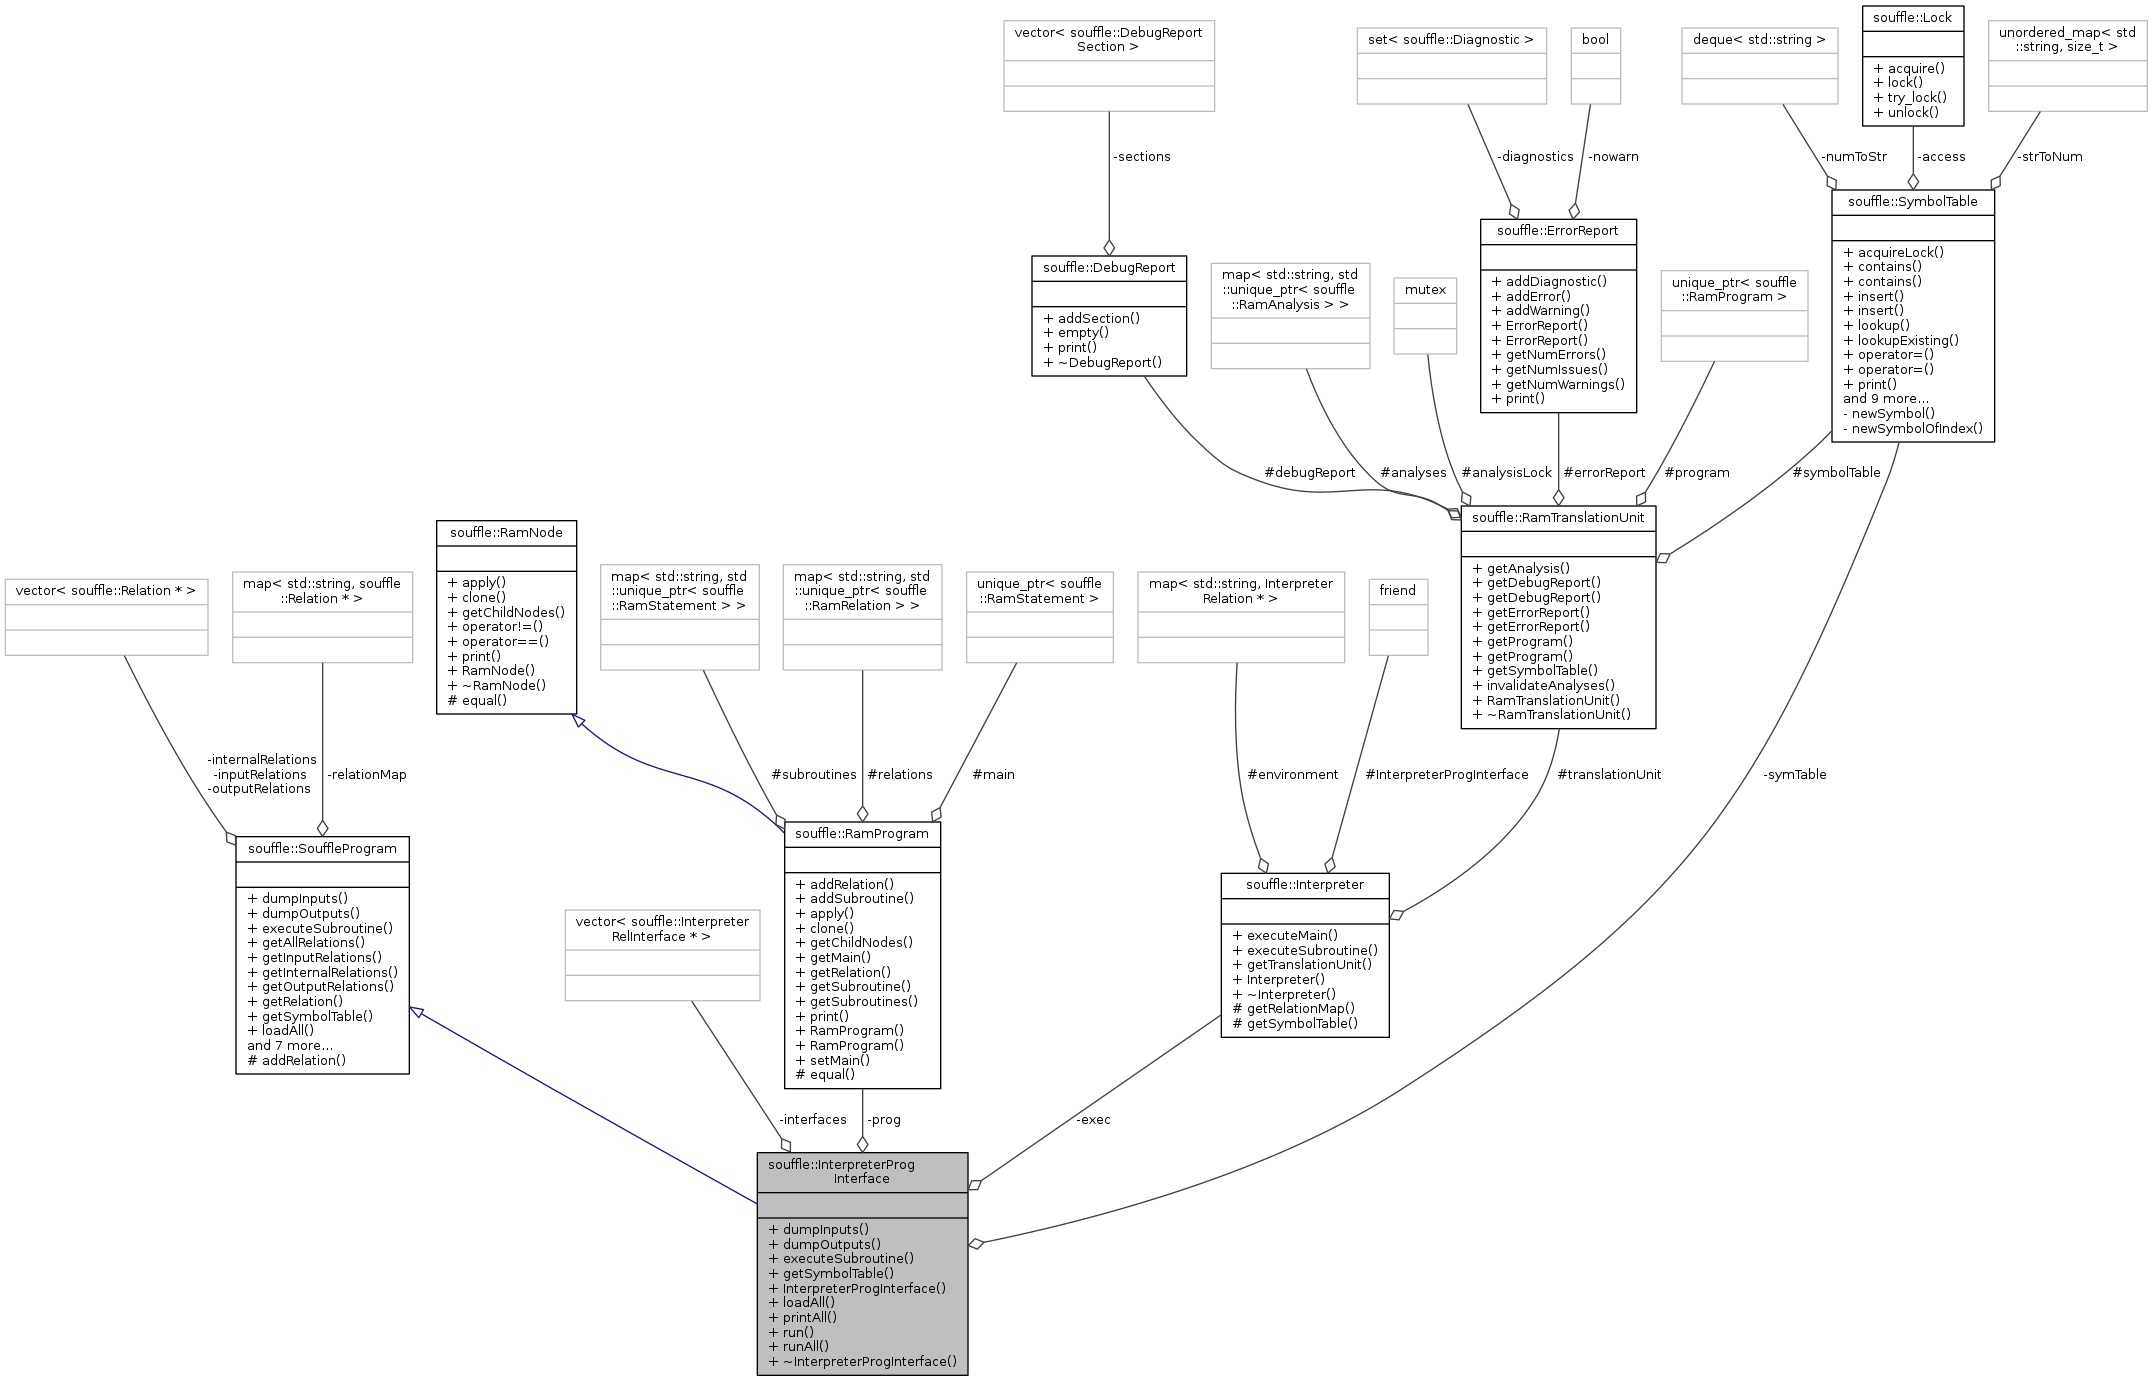 souffle::Lock
+ acquire()
+ lock()
+ try_lock()
+ unlock()
vector< souffle::DebugReport
Section >
set< souffle::Diagnostic >
bool
deque< std::string >
unordered_map< std
::string, size_t >
-sections
-diagnostics
-nowarn
-numToStr
-access
-strToNum
souffle::SymbolTable
+ acquireLock()
+ contains()
+ contains()
+ insert()
+ insert()
+ lookup()
+ lookupExisting()
+ operator=()
+ operator=()
+ print()
and 9 more...
- newSymbol()
- newSymbolOfIndex()
souffle::ErrorReport
+ addDiagnostic()
+ addError()
+ addWarning()
+ ErrorReport()
+ ErrorReport()
+ getNumErrors()
+ getNumIssues()
+ getNumWarnings()
+ print()
souffle::DebugReport
+ addSection()
+ empty()
+ print()
+ ~DebugReport()
map< std::string, std
::unique_ptr< souffle
::RamAnalysis > >
mutex
unique_ptr< souffle
::RamProgram >
#debugReport
#analyses
#analysisLock
#errorReport
#program
#symbolTable
souffle::RamTranslationUnit
+ getAnalysis()
+ getDebugReport()
+ getDebugReport()
+ getErrorReport()
+ getErrorReport()
+ getProgram()
+ getProgram()
+ getSymbolTable()
+ invalidateAnalyses()
+ RamTranslationUnit()
+ ~RamTranslationUnit()
souffle::RamNode
+ apply()
+ clone()
+ getChildNodes()
+ operator!=()
+ operator==()
+ print()
+ RamNode()
+ ~RamNode()
# equal()
vector< souffle::Relation * >
map< std::string, souffle
::Relation * >
map< std::string, std
::unique_ptr< souffle
::RamStatement > >
map< std::string, std
::unique_ptr< souffle
::RamRelation > >
unique_ptr< souffle
::RamStatement >
map< std::string, Interpreter
Relation * >
friend
-internalRelations
-inputRelations
-outputRelations
-relationMap
#subroutines
#relations
#main
#environment
#InterpreterProgInterface
#translationUnit
-symTable
souffle::SouffleProgram
+ dumpInputs()
+ dumpOutputs()
+ executeSubroutine()
+ getAllRelations()
+ getInputRelations()
+ getInternalRelations()
+ getOutputRelations()
+ getRelation()
+ getSymbolTable()
+ loadAll()
and 7 more...
# addRelation()
vector< souffle::Interpreter
RelInterface * >
souffle::RamProgram
+ addRelation()
+ addSubroutine()
+ apply()
+ clone()
+ getChildNodes()
+ getMain()
+ getRelation()
+ getSubroutine()
+ getSubroutines()
+ print()
+ RamProgram()
+ RamProgram()
+ setMain()
# equal()
souffle::Interpreter
+ executeMain()
+ executeSubroutine()
+ getTranslationUnit()
+ Interpreter()
+ ~Interpreter()
# getRelationMap()
# getSymbolTable()
-interfaces
-prog
-exec
souffle::InterpreterProg
Interface
+ dumpInputs()
+ dumpOutputs()
+ executeSubroutine()
+ getSymbolTable()
+ InterpreterProgInterface()
+ loadAll()
+ printAll()
+ run()
+ runAll()
+ ~InterpreterProgInterface()